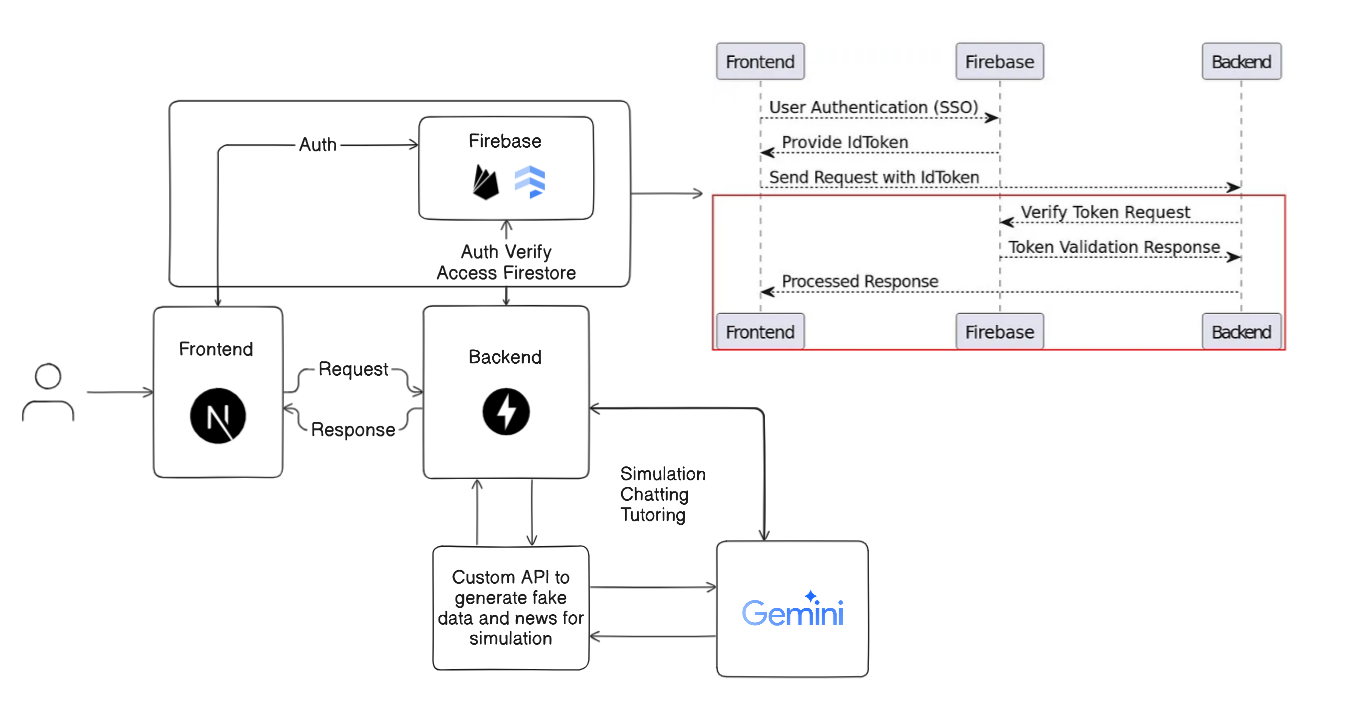 Frontend
Firebase
Backend
User Authentication (SSO)
Provide IdToken
Send Request with IdToken
Verify Token Request
Token Validation Response
Processed Response
Frontend
Firebase
Backend
Auth
Firebase
Auth Verify
Access Firestore
Frontend
N
Request
Response
Backend
Simulation
Chatting
Tutoring
Custom API to
generate fake
data and news for
simulation
Gemini